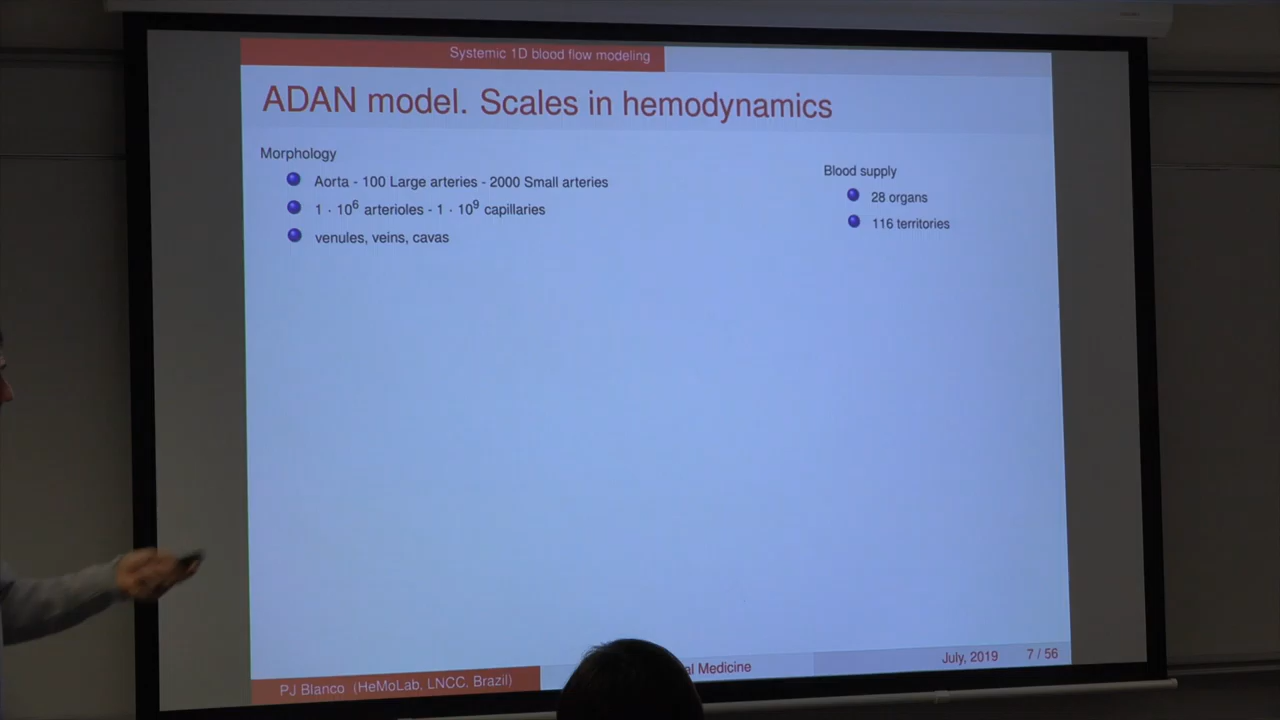 Systemic 1D blood flow modeling
ADAN model. Scales in hemodynamics
Morphology
Aorta - 100 Large arteries - 2000 Small arteries
1 · 10⁶ arterioles - 1 · 10⁹ capillaries
venules, veins, cavas
Blood supply
28 organs
116 territories
PJ Blanco (HeMoLab, LNCC, Brazil)
Medicine
July, 2019 7 / 56